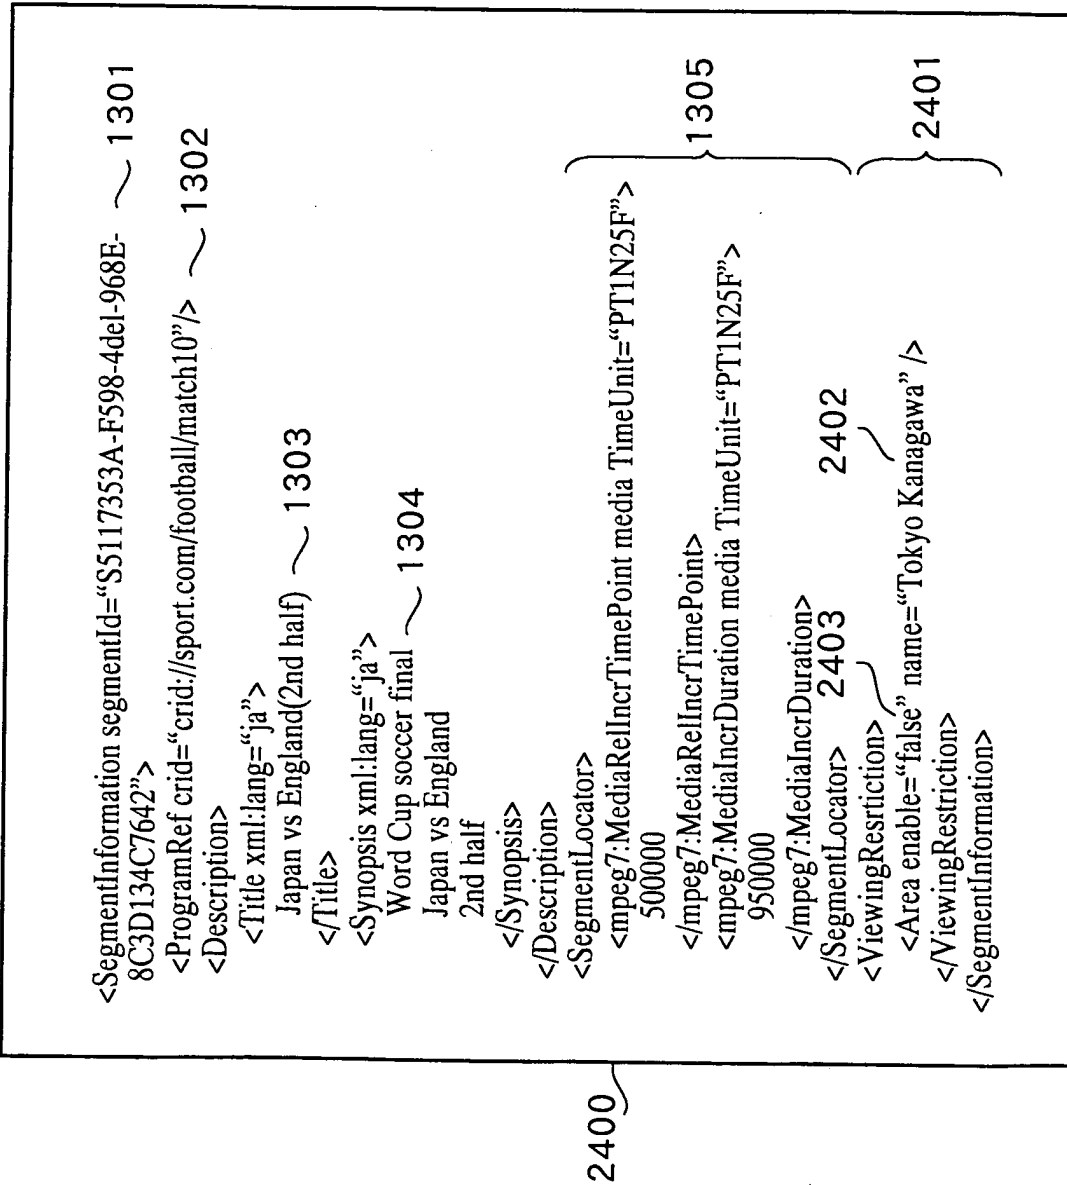 <SegmentInformation segmentId=“S5117353A-F598-4del-968E- 1301
8C3D134C7642”>
<ProgramRef crid=“crid://sport.com/football/match10”/> 1302
<Description>
<Title xml:lang=“ja”>
Japan vs England(2nd half) 1303
</Title>
<Synopsis xml:lang=“ja”>
Word Cup soccer final 1304
Japan vs England
2nd half
</Synopsis>
</Description>
<SegmentLocator>
<mpeg7:MediaRelIncrTimePoint media TimeUnit=“PT1N25F”>
500000
</mpeg7:MediaRelIncrTimePoint>
1305
<mpeg7:MediaIncrDuration media TimeUnit=“PT1N25F”>
950000
</mpeg7:MediaIncrDuration>
</SegmentLocator> 2403 2402
<ViewingResrtiction>
<Area enable=“false” name=“Tokyo Kanagawa” />
2401
</ViewingRestriction>
</SegmentInformation>
2400